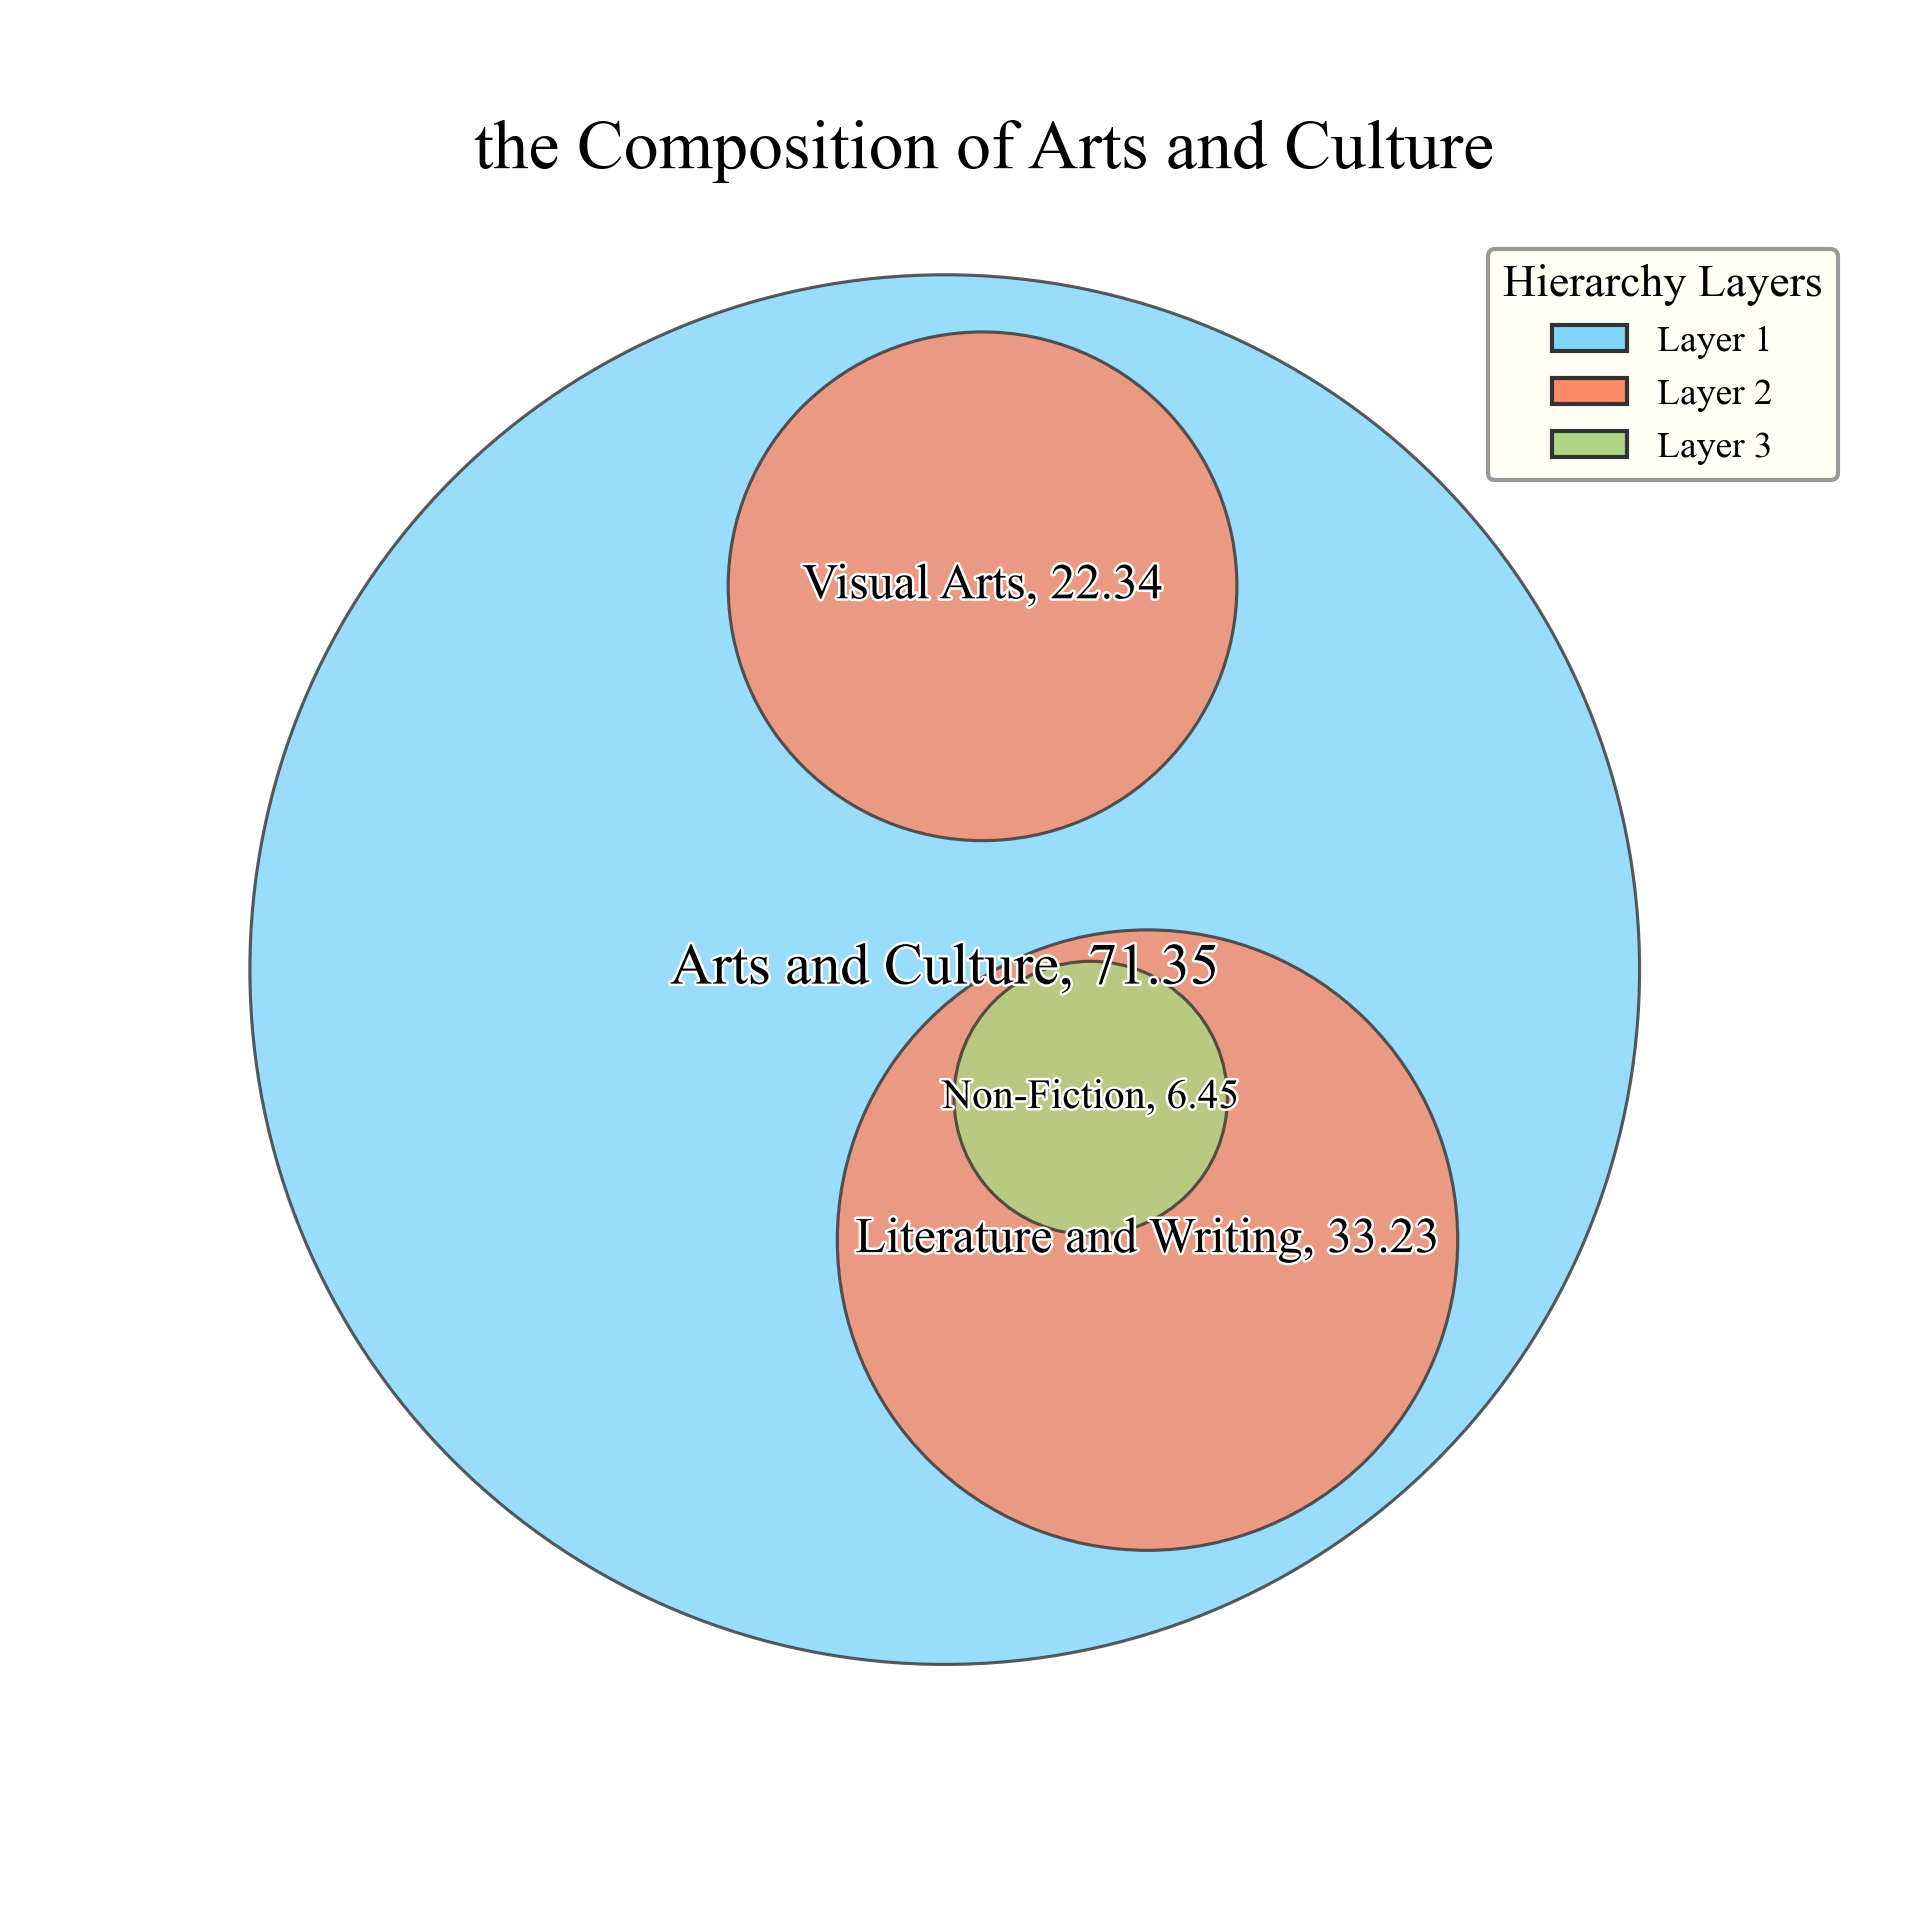 the Composition of Arts and Culture
Hierarchy Layers
Layer 1
Layer 2
Layer 3
Visual Arts, 22.34
Arts and Culture, 71.35
Non-Fiction, 6.45
Literature and Writing, 33.23